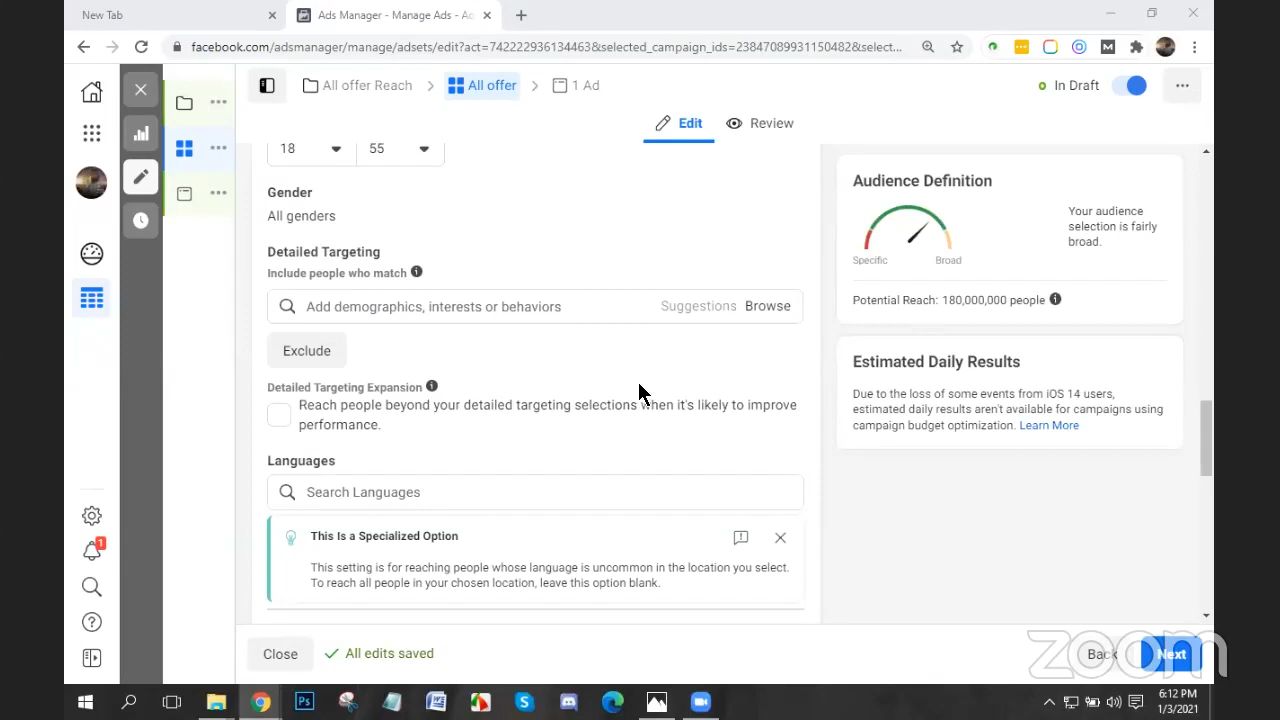 New Tab
Ads Manager - Manage Ads - Ac
facebook.com/adsmanager/manage/adsets/edit?act=742222936134463&selected_campaign_ids=23847089931150482&select...
All offer Reach
All offer
1 Ad
In Draft
Edit
Review
18
55
Gender
All genders
Detailed Targeting
Include people who match
Add demographics, interests or behaviors
Suggestions
Browse
Exclude
Detailed Targeting Expansion
Reach people beyond your detailed targeting selections when it's likely to improve
performance.
Languages
Search Languages
This Is a Specialized Option
This setting is for reaching people whose language is uncommon in the location you select.
To reach all people in your chosen location, leave this option blank.
Audience Definition
Your audience
selection is fairly
broad.
Specific
Broad
Potential Reach: 180,000,000 people
Estimated Daily Results
Due to the loss of some events from iOS 14 users,
estimated daily results aren't available for campaigns using
campaign budget optimization. Learn More
1
Close
All edits saved
Back
Next
zoom
6:12 PM
1/3/2021